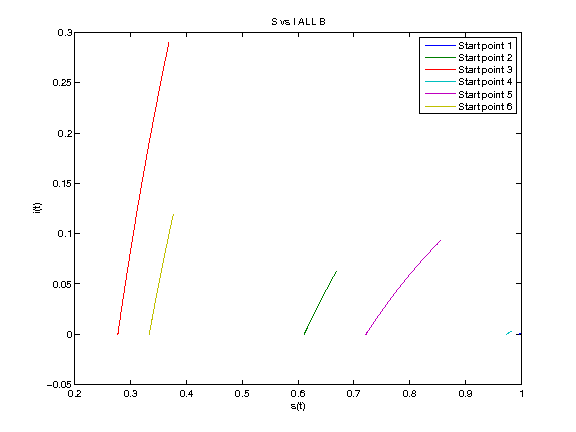 S vs I ALL B
0.3
0.25
0.2
0.15
0.1
0.05
0
−0.05
i(t)
Startpoint 1
Startpoint 2
Startpoint 3
Startpoint 4
Startpoint 5
Startpoint 6
0.2 0.3 0.4 0.5 0.6 0.7 0.8 0.9 1
s(t)